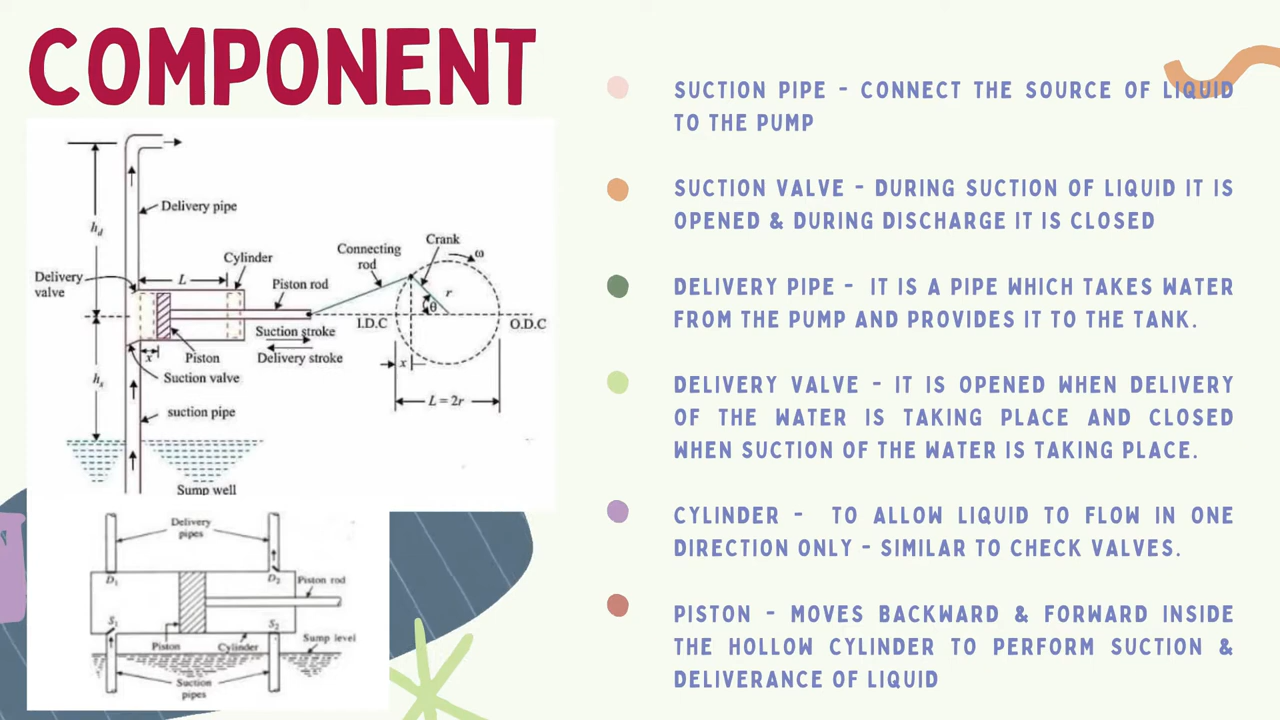 COMPONENT
SUCTION PIPE - CONNECT THE SOURCE OF LIQUID
TO THE PUMP
SUCTION VALVE - DURING SUCTION OF LIQUID IT IS
OPENED & DURING DISCHARGE IT IS CLOSED
DELIVERY PIPE - IT IS A PIPE WHICH TAKES WATER
FROM THE PUMP AND PROVIDES IT TO THE TANK.
DELIVERY VALVE - IT IS OPENED WHEN DELIVERY
OF THE WATER IS TAKING PLACE AND CLOSED
WHEN SUCTION OF THE WATER IS TAKING PLACE.
CYLINDER - TO ALLOW LIQUID TO FLOW IN ONE
DIRECTION ONLY - SIMILAR TO CHECK VALVES.
PISTON - MOVES BACKWARD & FORWARD INSIDE
THE HOLLOW CYLINDER TO PERFORM SUCTION &
DELIVERANCE OF LIQUID
Delivery pipe
h_d
Crank
ω
Connecting
rod
Cylinder
Delivery
valve
L
Piston rod
r
θ
I.D.C
O.D.C
Suction stroke
Delivery stroke
x
Piston
x
Suction valve
h_s
L = 2r
suction pipe
Sump well
Delivery
pipes
D₁
D₂
Piston rod
S₁
S₂
Piston
Cylinder
Sump level
Suction
pipes